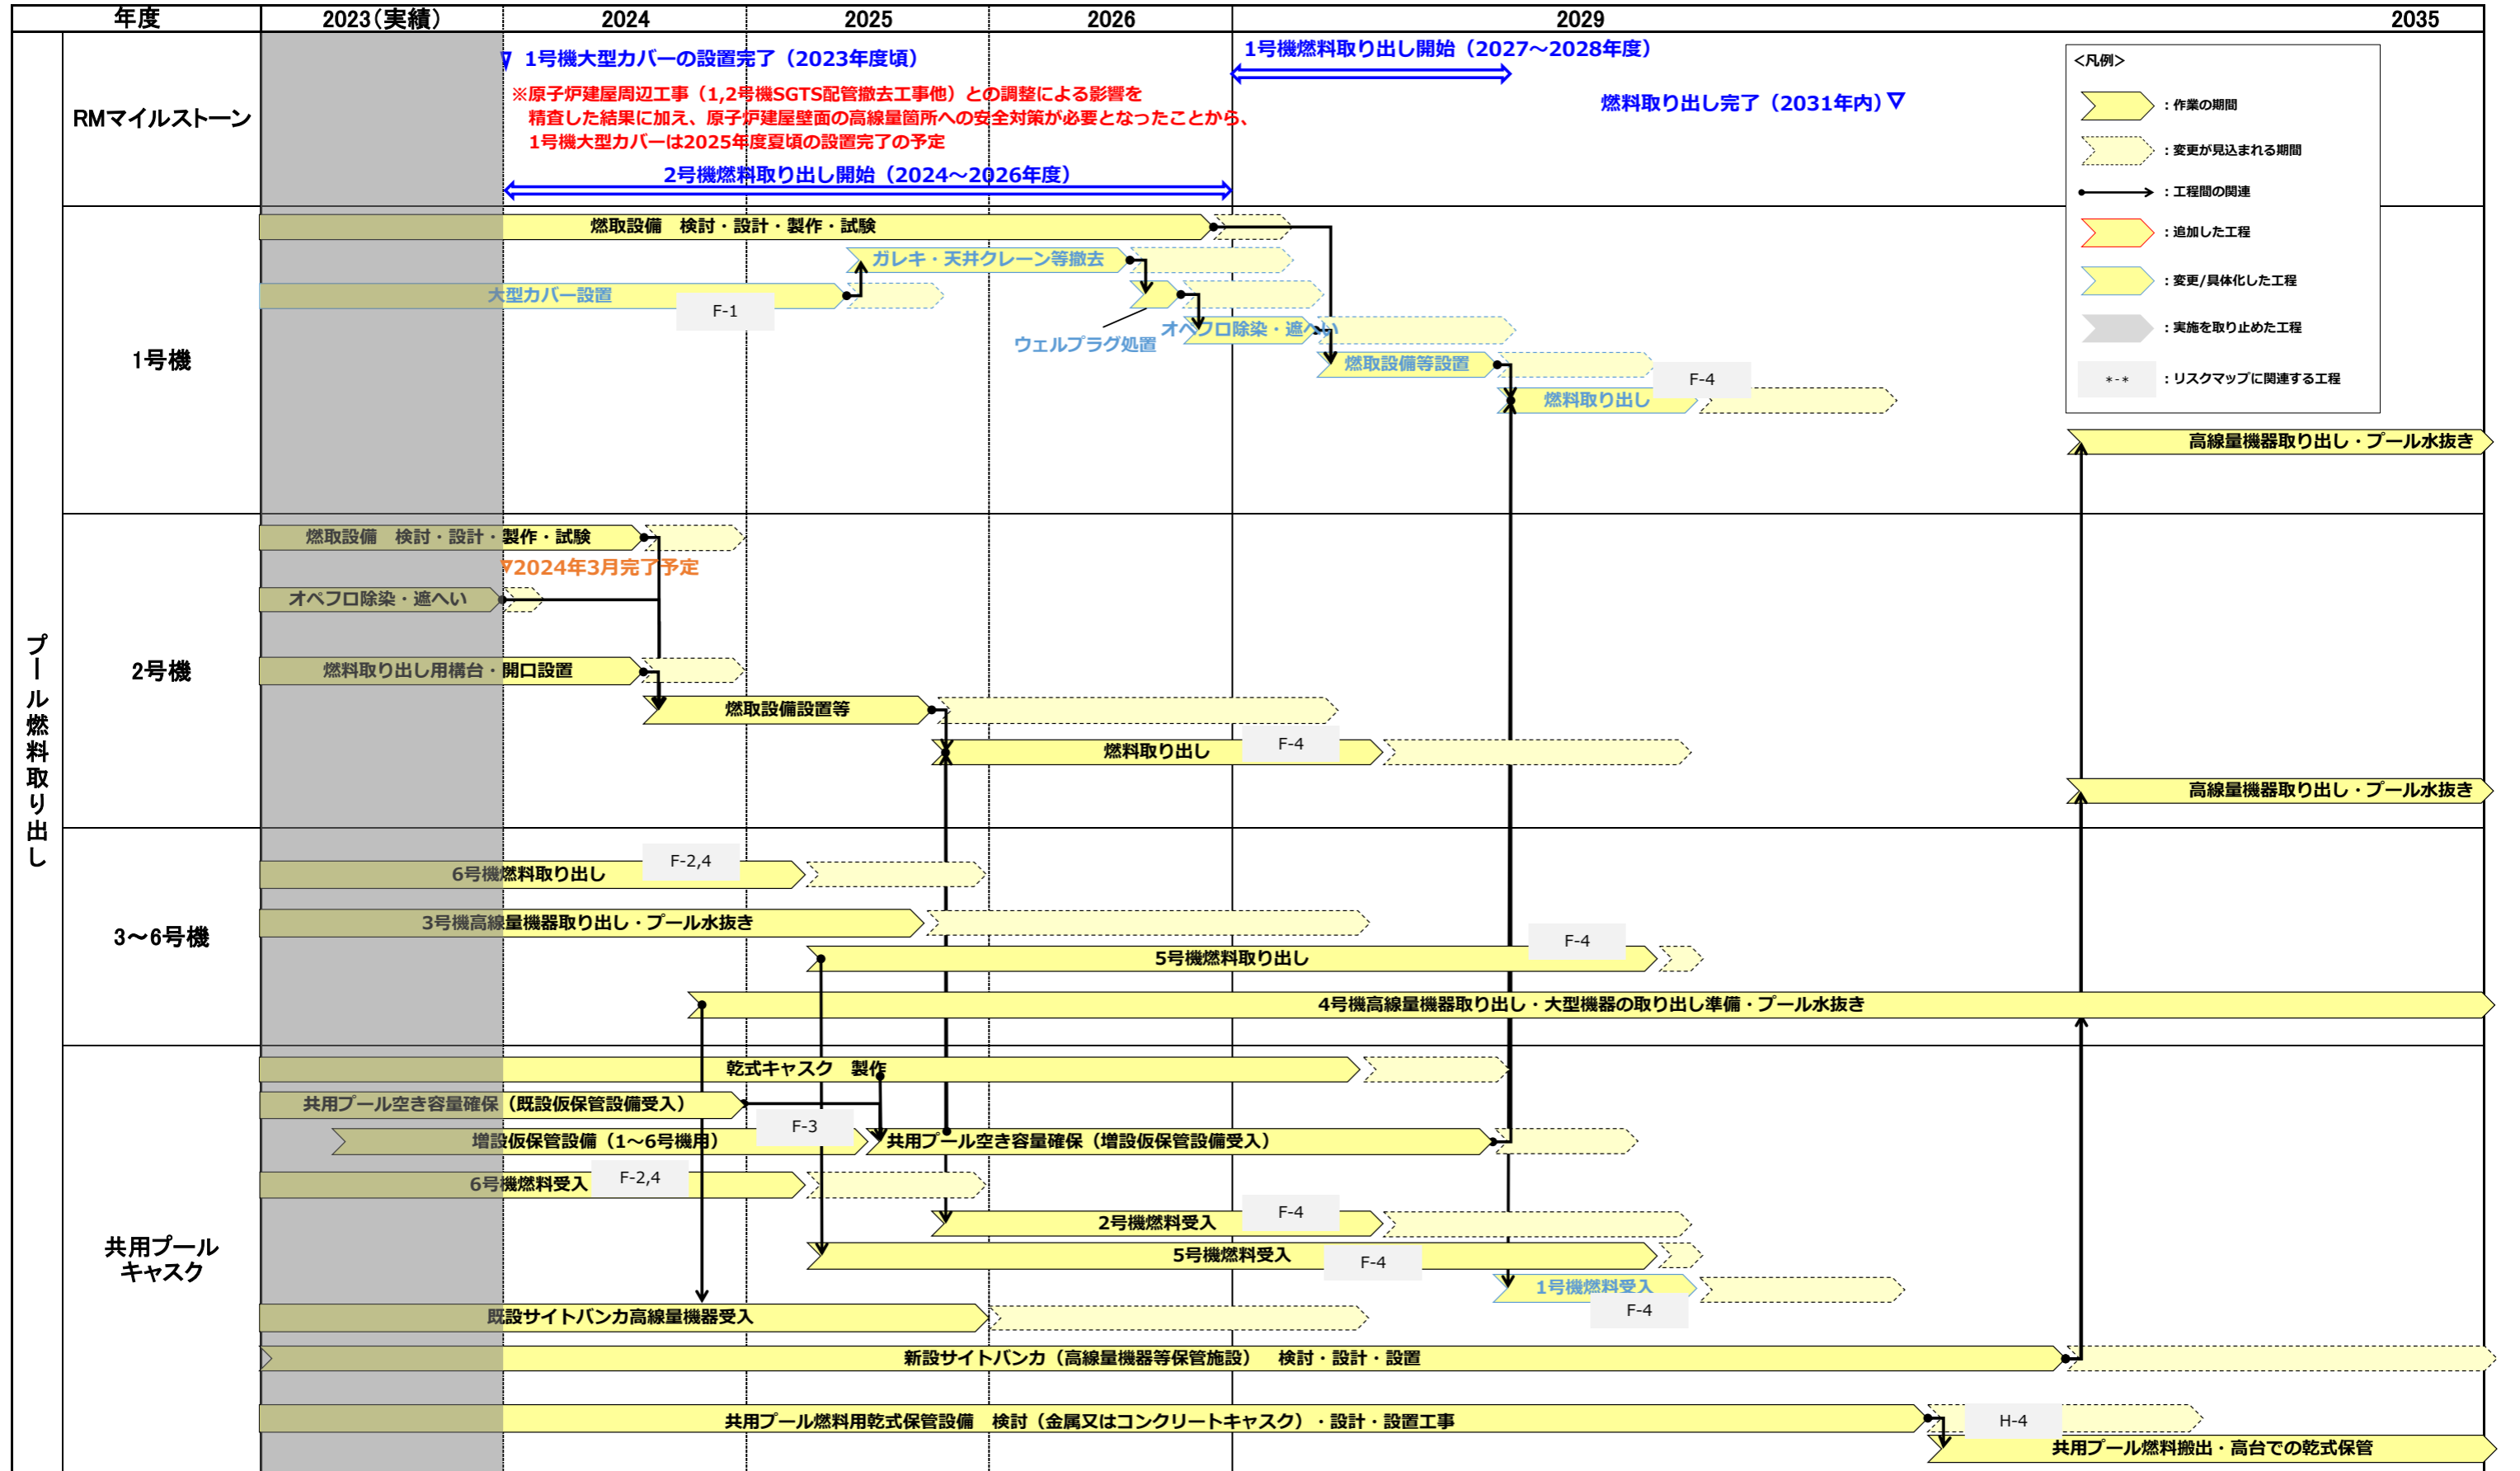 年度
2023(実績)
2024
2025
2026
2029
2035
プール燃料取り出し
RMマイルストーン
1号機大型カバーの設置完了（2023年度頃）
※原子炉建屋周辺工事（1,2号機SGTS配管撤去工事他）との調整による影響を
精査した結果に加え、原子炉建屋壁面の高線量箇所への安全対策が必要となったことから、
1号機大型カバーは2025年度夏頃の設置完了の予定
2号機燃料取り出し開始（2024～2026年度）
1号機燃料取り出し開始（2027～2028年度）
燃料取り出し完了（2031年内）
<凡例>
：作業の期間
：変更が見込まれる期間
：工程間の関連
：追加した工程
：変更/具体化した工程
：実施を取り止めた工程
*-*
：リスクマップに関連する工程
1号機
燃取設備　検討・設計・製作・試験
ガレキ・天井クレーン等撤去
大型カバー設置
F-1
ウェルプラグ処置
オペフロ除染・遮へい
燃取設備等設置
F-4
燃料取り出し
高線量機器取り出し・プール水抜き
2号機
燃取設備　検討・設計・製作・試験
2024年3月完了予定
オペフロ除染・遮へい
燃料取り出し用構台・開口設置
燃取設備設置等
燃料取り出し
F-4
高線量機器取り出し・プール水抜き
3～6号機
F-2,4
6号機燃料取り出し
3号機高線量機器取り出し・プール水抜き
F-4
5号機燃料取り出し
4号機高線量機器取り出し・大型機器の取り出し準備・プール水抜き
共用プール
キャスク
乾式キャスク　製作
共用プール空き容量確保（既設仮保管設備受入）
F-3
増設仮保管設備（1～6号機用）
共用プール空き容量確保（増設仮保管設備受入）
6号機燃料受入
F-2,4
2号機燃料受入
F-4
5号機燃料受入
F-4
1号機燃料受入
F-4
既設サイトバンカ高線量機器受入
新設サイトバンカ（高線量機器等保管施設）　検討・設計・設置
共用プール燃料用乾式保管設備　検討（金属又はコンクリートキャスク）・設計・設置工事
H-4
共用プール燃料搬出・高台での乾式保管